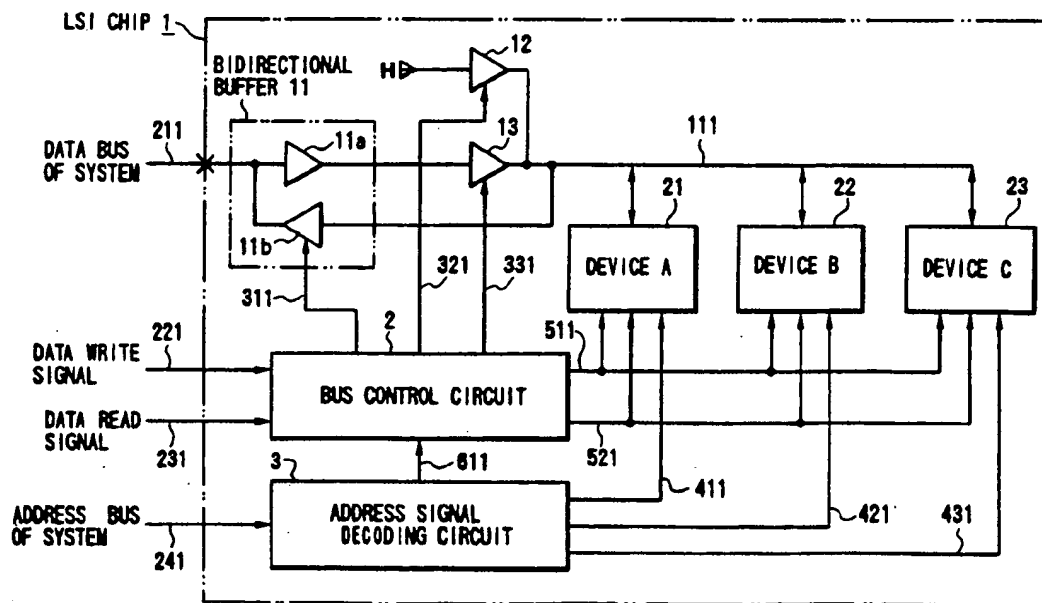 LSI CHIP 1
12
BIDIRECTIONAL
BUFFER 11
H
211
11a
13
111
DATA BUS
OF SYSTEM
21
22
23
11b
321
331
DEVICE A
DEVICE B
DEVICE C
311
2
511
221
DATA WRITE
SIGNAL
BUS CONTROL CIRCUIT
DATA READ
SIGNAL
231
521
3
611
411
ADDRESS BUS
OF SYSTEM
ADDRESS SIGNAL
DECODING CIRCUIT
421
431
241